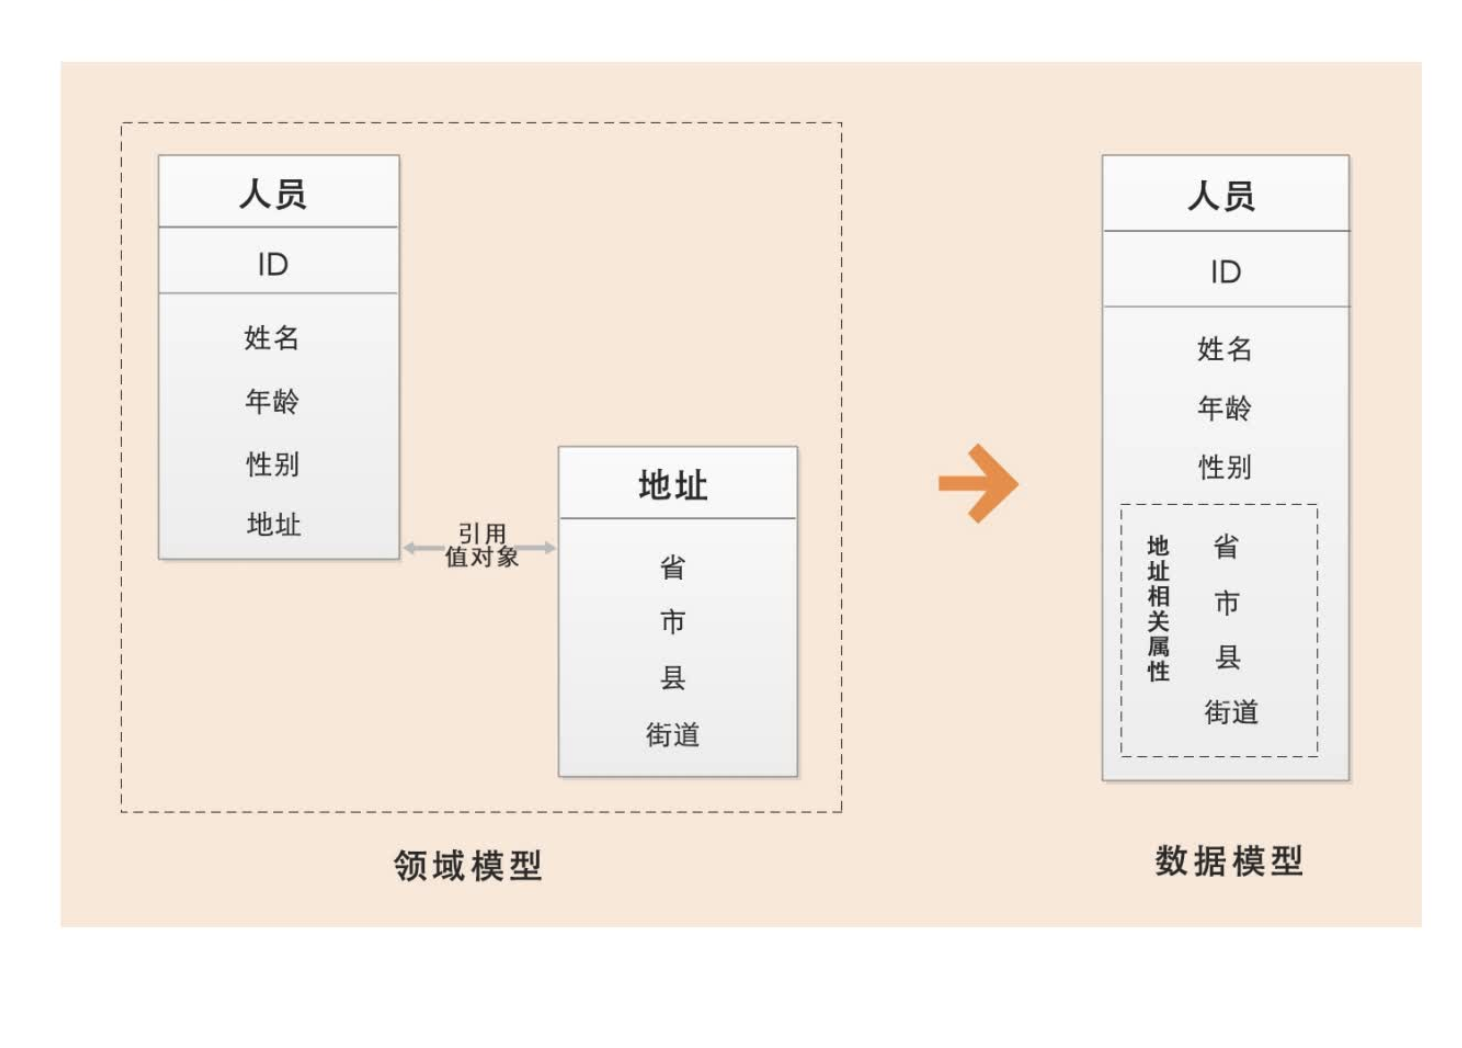 人员
ID
姓名
年龄
性别
地址
引用
值对象
地址
省
市
县
街道
领域模型
人员
ID
姓名
年龄
性别
地址相关属性
省
市
县
街道
数据模型